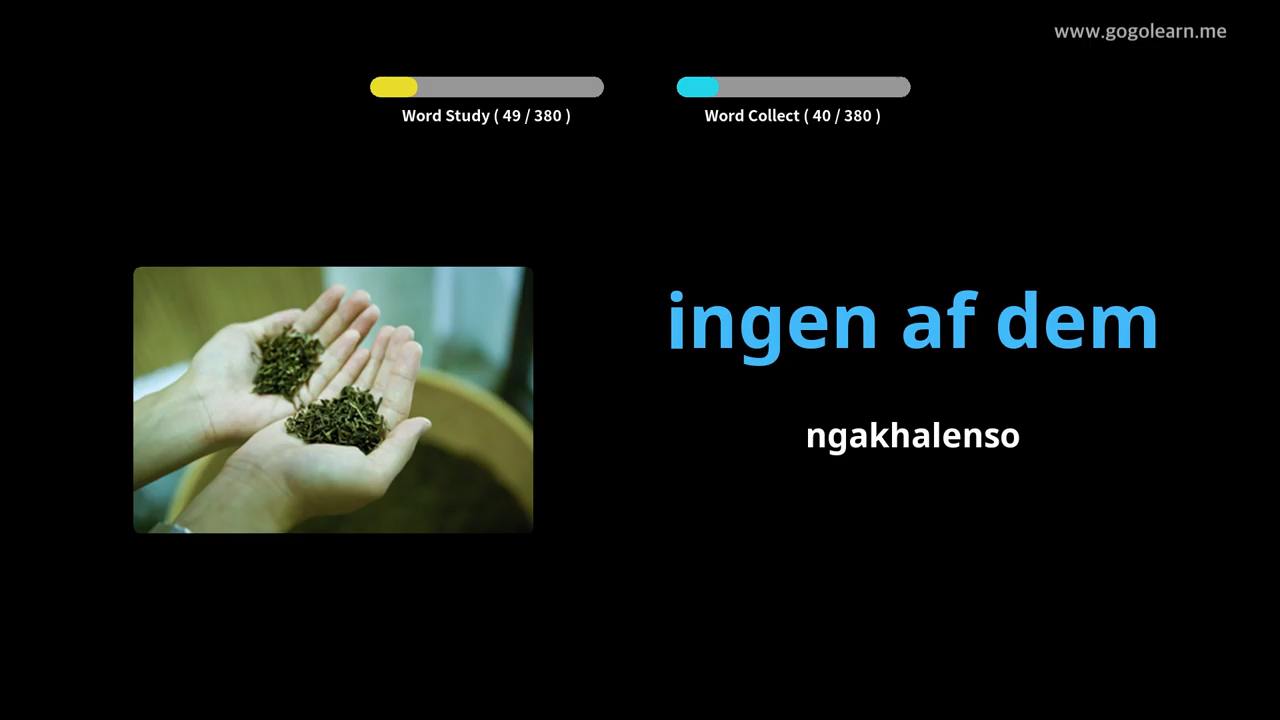 www.gogolearn.me
Word Study ( 49 / 380 )
Word Collect ( 40 / 380 )
ingen af dem
ngakhalenso